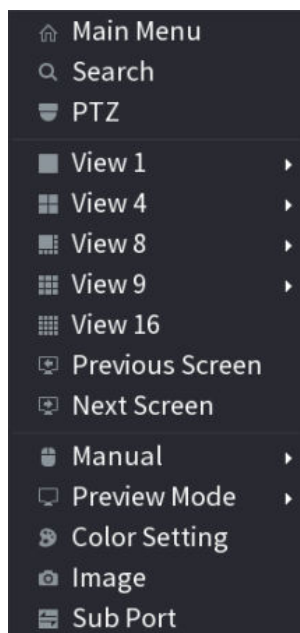 Main Menu
Search
PTZ
View 1
View 4
View 8
View 9
View 16
Previous Screen
Next Screen
Manual
Preview Mode
Color Setting
Image
Sub Port